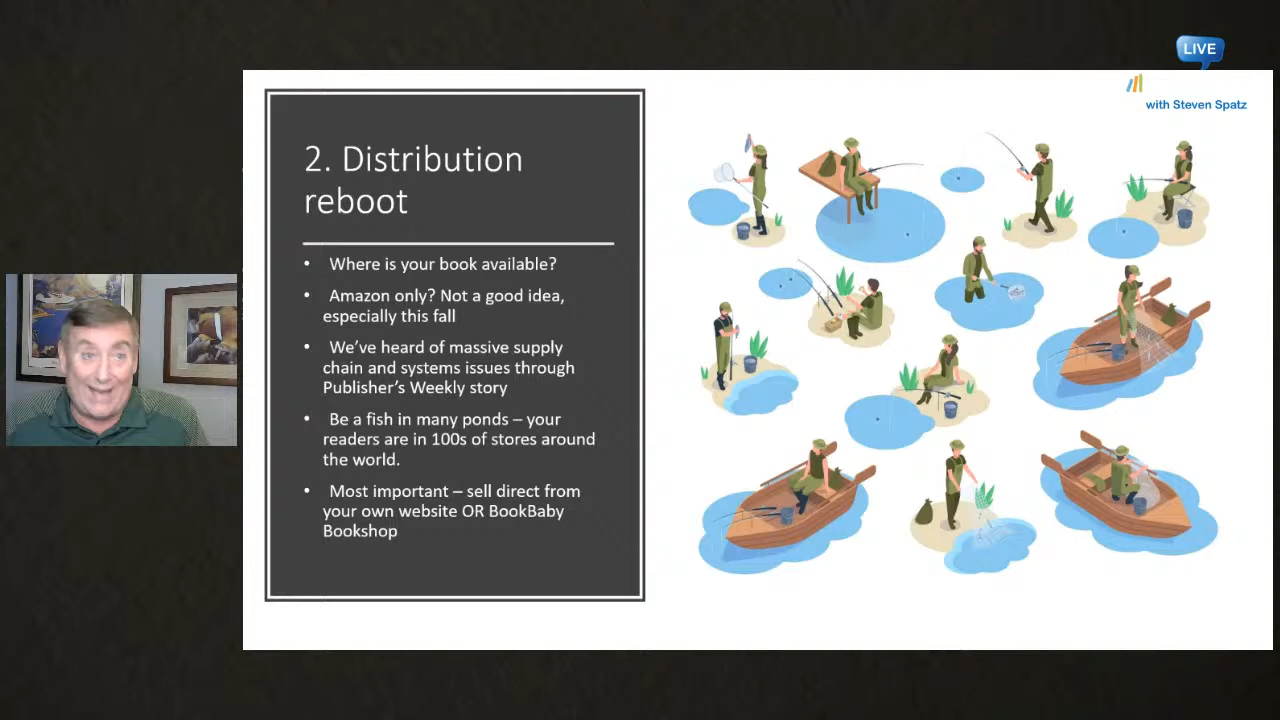 LIVE
with Steven Spatz
2. Distribution
reboot
• Where is your book available?
• Amazon only? Not a good idea,
especially this fall
• We’ve heard of massive supply
chain and systems issues through
Publisher’s Weekly story
• Be a fish in many ponds – your
readers are in 100s of stores around
the world.
• Most important – sell direct from
your own website OR BookBaby
Bookshop